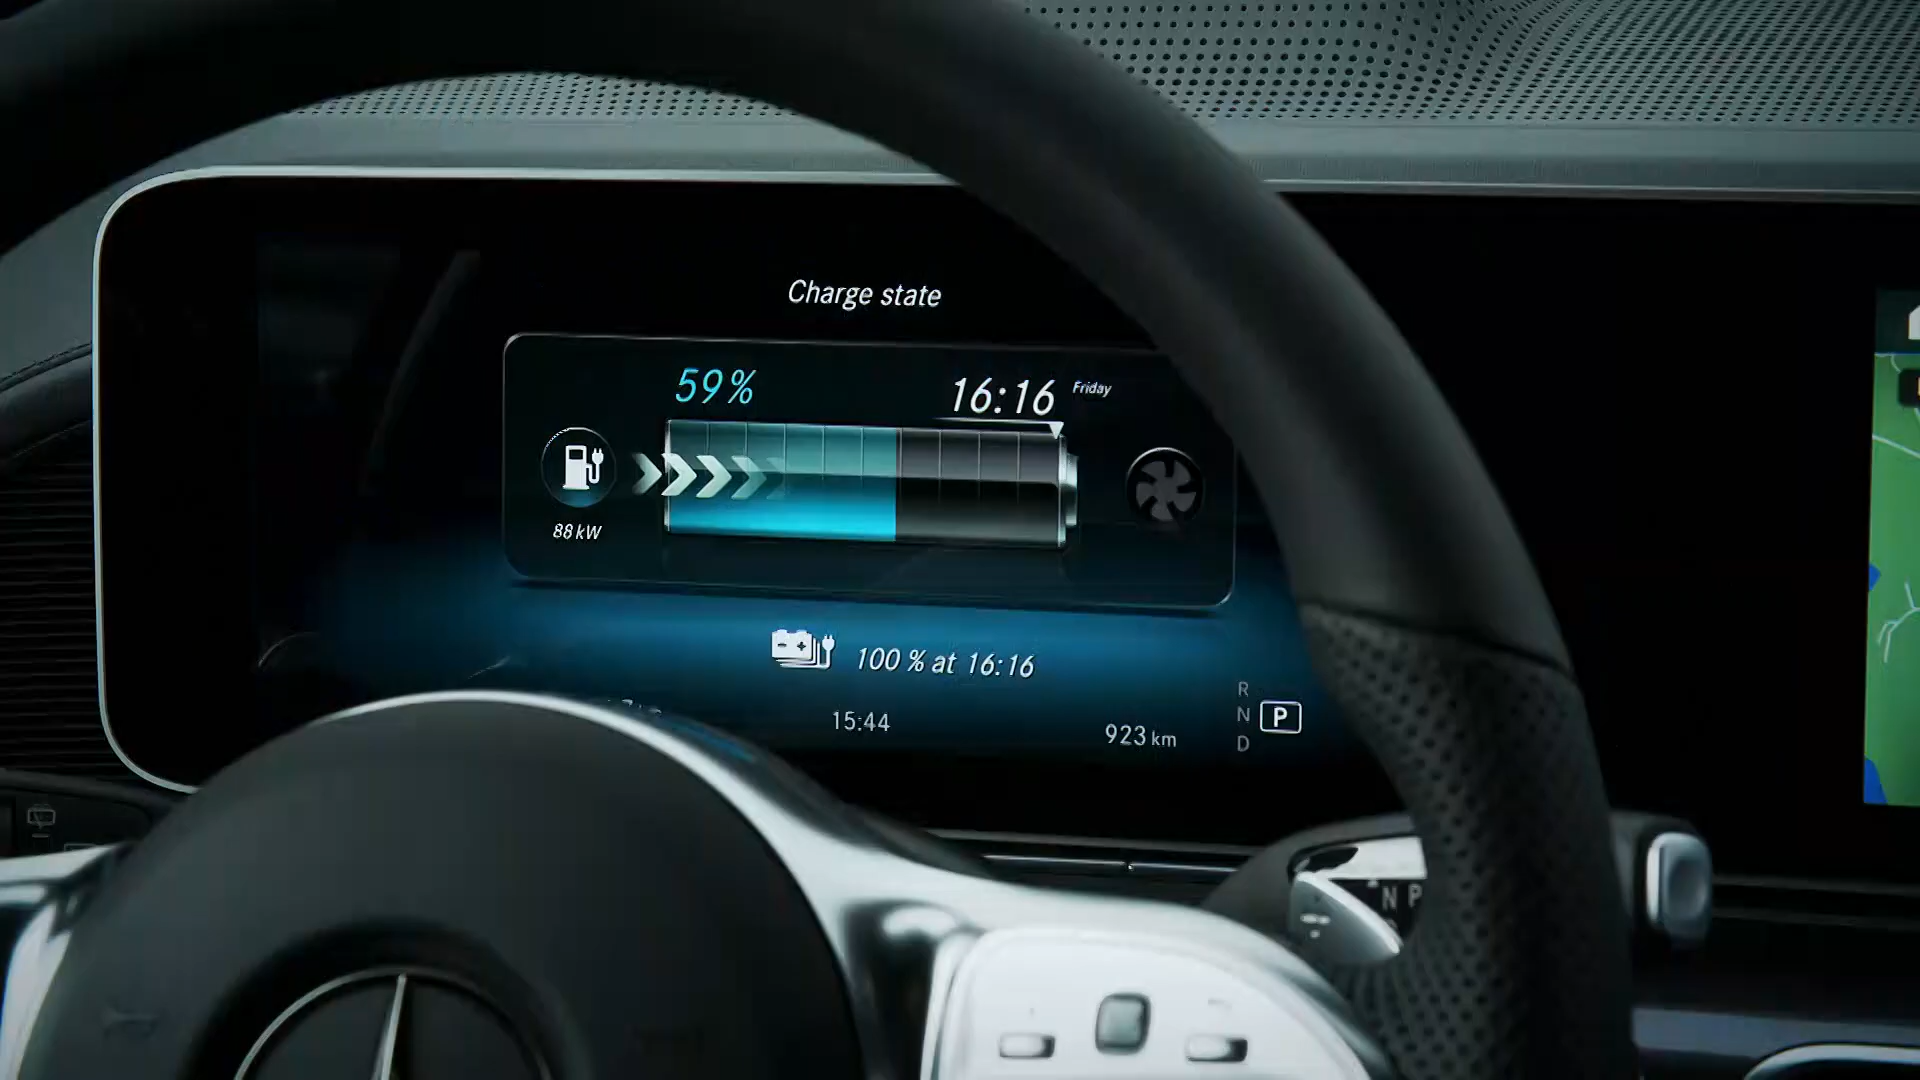 Charge state
59%
16:16 Friday
88 kW
100 % at 16:16
15:44
923 km
R
N P
D
N P